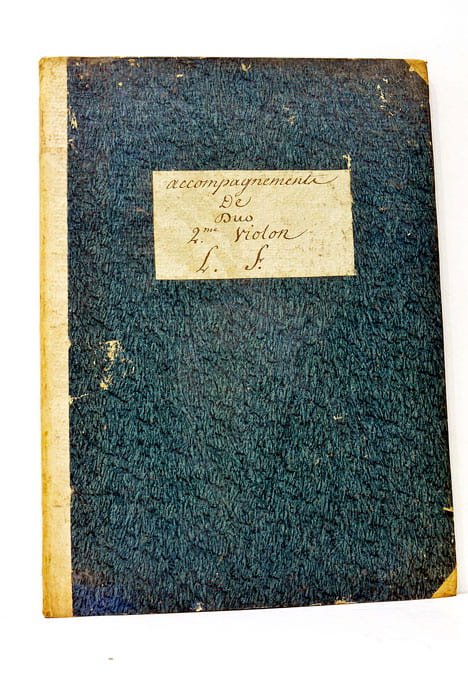 accompagnements
De
Duo
2.me Violon
L. F.